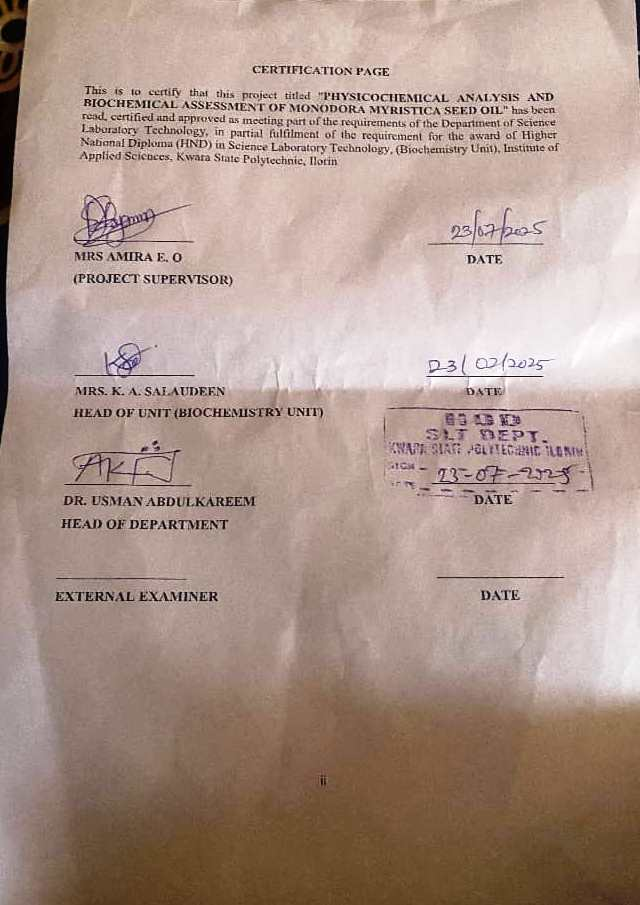 CERTIFICATION PAGE
This is to certify that this project titled "PHYSICOCHEMICAL ANALYSIS AND
BIOCHEMICAL ASSESSMENT OF MONODORA MYRISTICA SEED OIL" has been
read, certified and approved as meeting part of the requirements of the Department of Science
Laboratory Technology, in partial fulfilment of the requirement for the award of Higher
National Diploma (HND) in Science Laboratory Technology, (Biochemistry Unit), Institute of
Applied Sciences, Kwara State Polytechnic, Ilorin
23/07/2025
MRS AMIRA E. O DATE
(PROJECT SUPERVISOR)
23/07/2025
MRS. K. A. SALAUDEEN DATE
HEAD OF UNIT (BIOCHEMISTRY UNIT)
HOD
SLT DEPT.
KWARA STATE POLYTECHNIC ILORIN
SIGN -
23-07-2025
DR. USMAN ABDULKAREEM DATE
HEAD OF DEPARTMENT
EXTERNAL EXAMINER DATE
ii